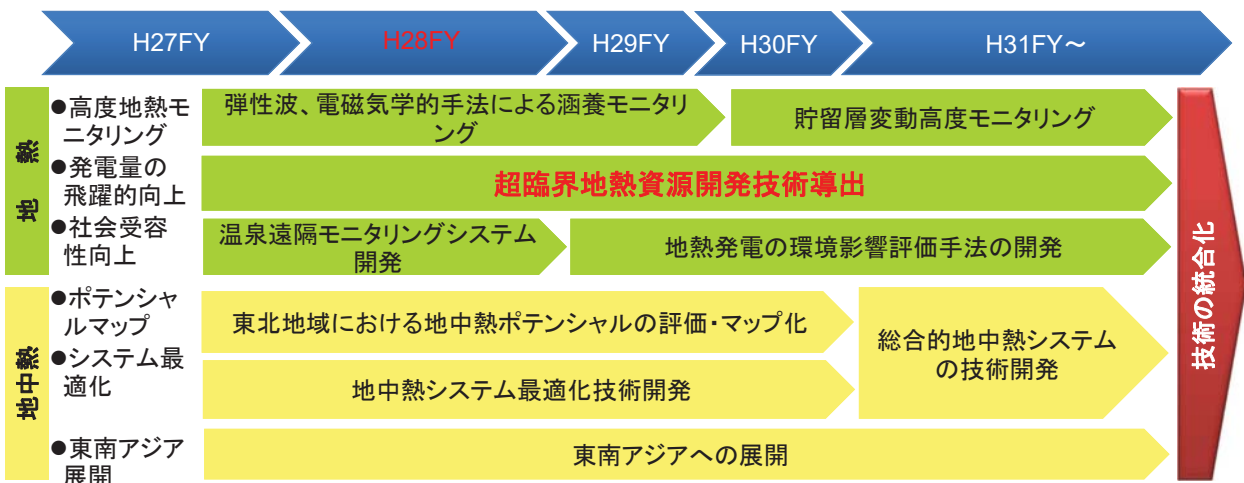 H27FY
H28FY
H29FY
H30FY
H31FY～
地熱
●高度地熱モ
ニタリング
●発電量の
飛躍的向上
●社会受容
性向上
弾性波、電磁気学的手法による涵養モニタリ
ング
貯留層変動高度モニタリング
超臨界地熱資源開発技術導出
温泉遠隔モニタリングシステム
開発
地熱発電の環境影響評価手法の開発
地中熱
●ポテンシャ
ルマップ
●システム最
適化
●東南アジア
展開
東北地域における地中熱ポテンシャルの評価・マップ化
地中熱システム最適化技術開発
総合的地中熱システム
の技術開発
東南アジアへの展開
技術の統合化